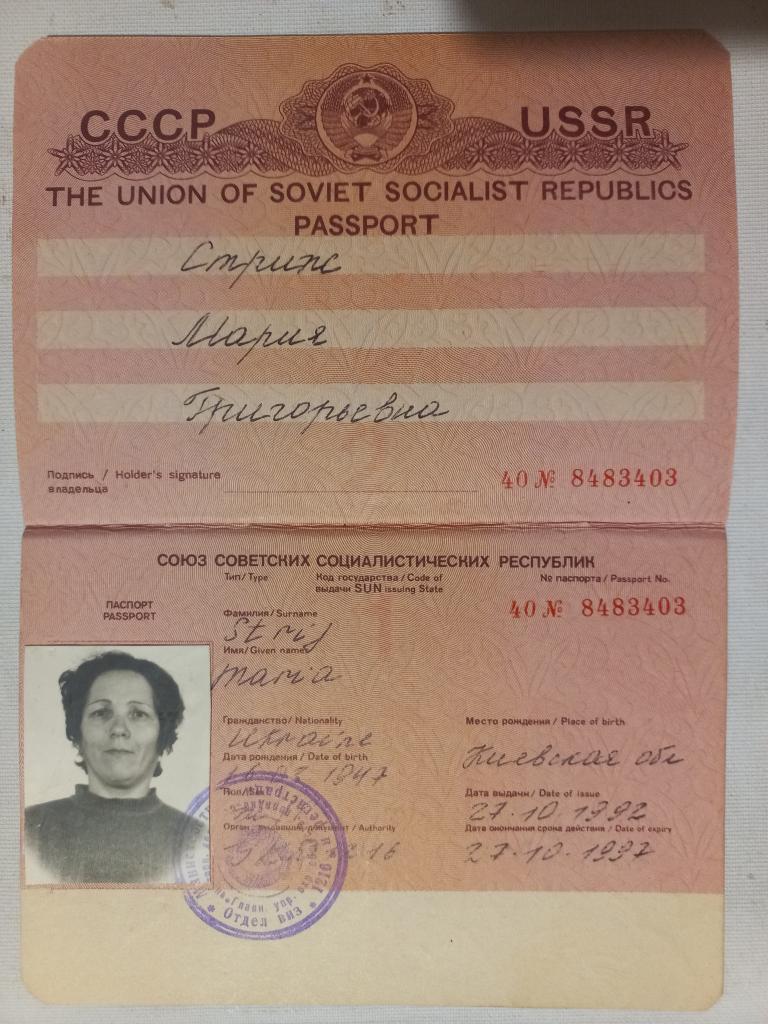 СССР USSR
THE UNION OF SOVIET SOCIALIST REPUBLICS
PASSPORT
Стриж
Мария
Григорьевна
Подпись / Holder's signature
владельца
40 № 8483403
СОЮЗ СОВЕТСКИХ СОЦИАЛИСТИЧЕСКИХ РЕСПУБЛИК
Тип/Type
Код государства / Code of
выдачи SUN issuing State
№ паспорта / Passport No.
ПАСПОРТ
PASSPORT
40 № 8483403
Фамилия/Surname
Strij
Имя/Given names
Maria
Гражданство/Nationality
Ukraine
Место рождения / Place of birth
Киевская обл
Дата рождения/Date of birth
1947
Дата выдачи/ Date of issue
27.10.1992
Дата окончания срока действия / Date of expiry
27.10.1997
Орган, / Authority
16
Отдел виз * 1216 *